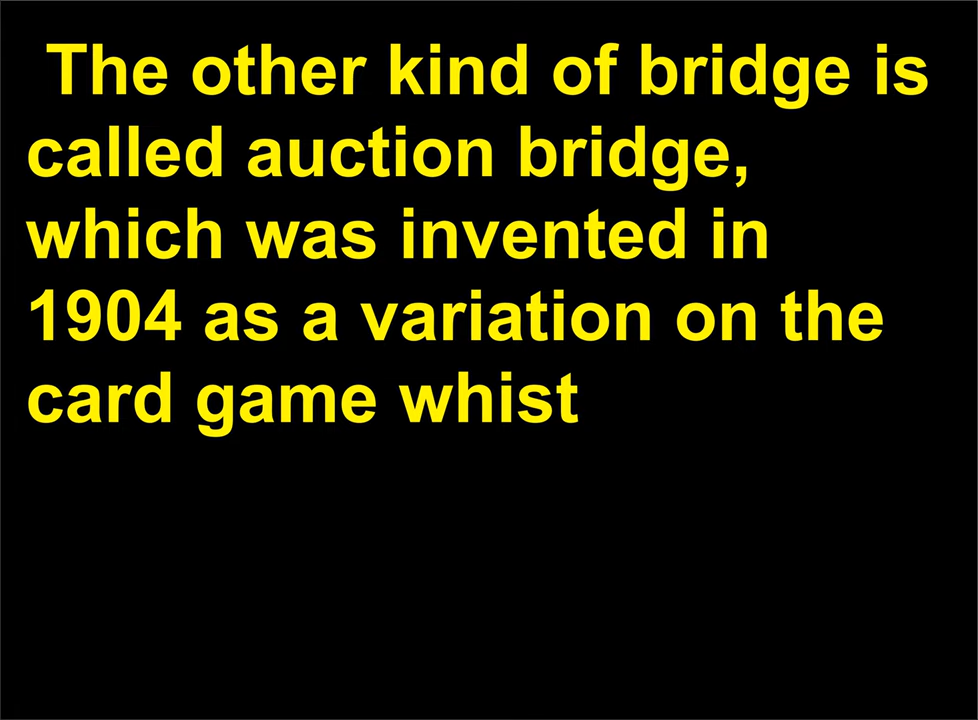 The other kind of bridge is
called auction bridge,
which was invented in
1904 as a variation on the
card game whist